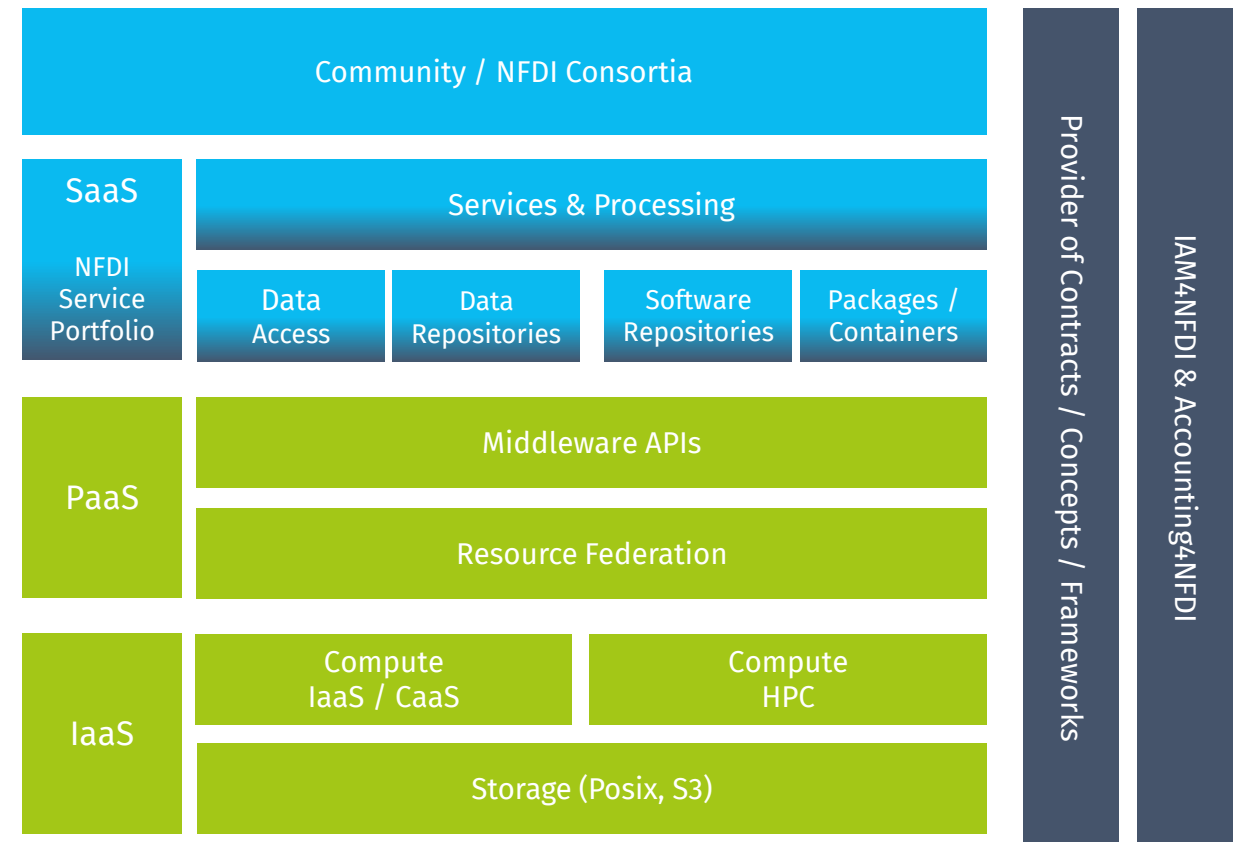 Community / NFDI Consortia
SaaS
NFDI
Service
Portfolio
Services & Processing
Data
Access
Data
Repositories
Software
Repositories
Packages /
Containers
PaaS
Middleware APIs
Resource Federation
IaaS
Compute
IaaS / CaaS
Compute
HPC
Storage (Posix, S3)
Provider of Contracts / Concepts / Frameworks
IAM4NFDI & Accounting4NFDI